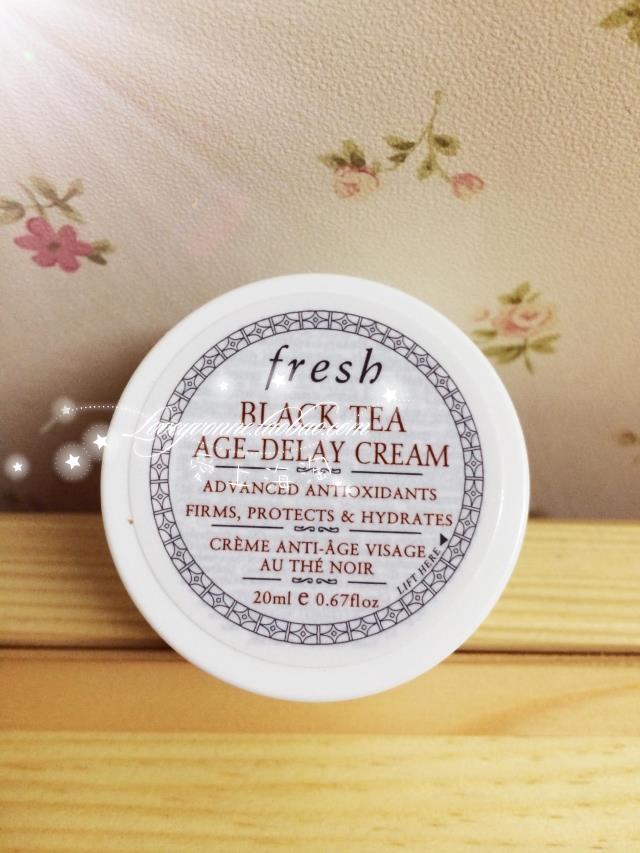 fresh
BLACK TEA
AGE-DELAY CREAM
ADVANCED ANTIOXIDANTS
FIRMS, PROTECTS & HYDRATES
CRÈME ANTI-ÂGE VISAGE
AU THÉ NOIR
LIFT HERE
20ml e 0.67floz